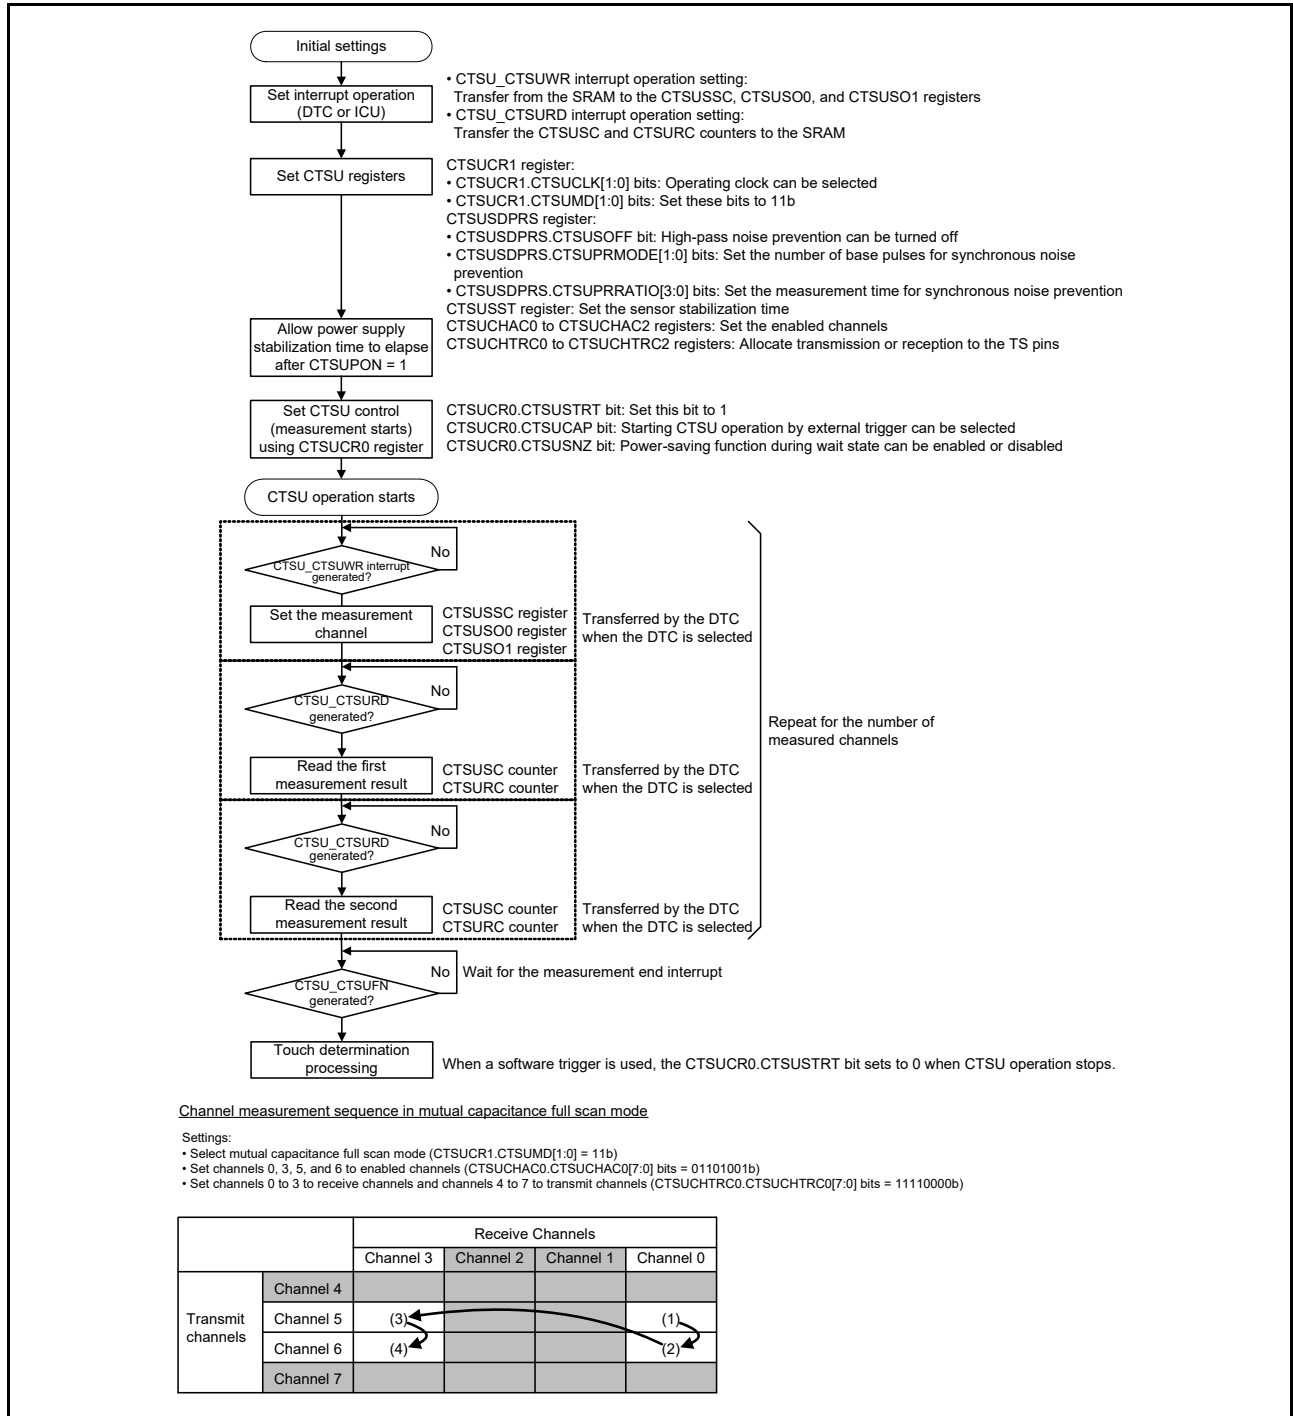 Initial settings
Set interrupt operation
(DTC or ICU)
• CTSU_CTSUWR interrupt operation setting:
Transfer from the SRAM to the CTSUSSC, CTSUSO0, and CTSUSO1 registers
• CTSU_CTSURD interrupt operation setting:
Transfer the CTSUSC and CTSURC counters to the SRAM
Set CTSU registers
CTSUCR1 register:
• CTSUCR1.CTSUCLK[1:0] bits: Operating clock can be selected
• CTSUCR1.CTSUMD[1:0] bits: Set these bits to 11b
CTSUSDPRS register:
• CTSUSDPRS.CTSUSOFF bit: High-pass noise prevention can be turned off
• CTSUSDPRS.CTSUPRMODE[1:0] bits: Set the number of base pulses for synchronous noise
prevention
• CTSUSDPRS.CTSUPRRATIO[3:0] bits: Set the measurement time for synchronous noise prevention
CTSUSST register: Set the sensor stabilization time
CTSUCHAC0 to CTSUCHAC2 registers: Set the enabled channels
CTSUCHTRC0 to CTSUCHTRC2 registers: Allocate transmission or reception to the TS pins
Allow power supply
stabilization time to elapse
after CTSUPON = 1
Set CTSU control
(measurement starts)
using CTSUCR0 register
CTSUCR0.CTSUSTRT bit: Set this bit to 1
CTSUCR0.CTSUCAP bit: Starting CTSU operation by external trigger can be selected
CTSUCR0.CTSUSNZ bit: Power-saving function during wait state can be enabled or disabled
CTSU operation starts
No
CTSU_CTSUWR interrupt
generated?
Set the measurement
channel
CTSUSSC register
CTSUSO0 register
CTSUSO1 register
Transferred by the DTC
when the DTC is selected
No
CTSU_CTSURD
generated?
Repeat for the number of
measured channels
Read the first
measurement result
CTSUSC counter
CTSURC counter
Transferred by the DTC
when the DTC is selected
No
CTSU_CTSURD
generated?
Read the second
measurement result
CTSUSC counter
CTSURC counter
Transferred by the DTC
when the DTC is selected
No
Wait for the measurement end interrupt
CTSU_CTSUFN
generated?
Touch determination
processing
When a software trigger is used, the CTSUCR0.CTSUSTRT bit sets to 0 when CTSU operation stops.
Channel measurement sequence in mutual capacitance full scan mode
Settings:
• Select mutual capacitance full scan mode (CTSUCR1.CTSUMD[1:0] = 11b)
• Set channels 0, 3, 5, and 6 to enabled channels (CTSUCHAC0.CTSUCHAC0[7:0] bits = 01101001b)
• Set channels 0 to 3 to receive channels and channels 4 to 7 to transmit channels (CTSUCHTRC0.CTSUCHTRC0[7:0] bits = 11110000b)
Receive Channels
Channel 3 Channel 2 Channel 1 Channel 0
Transmit
channels
Channel 4
Channel 5 (3) (1)
Channel 6 (4) (2)
Channel 7